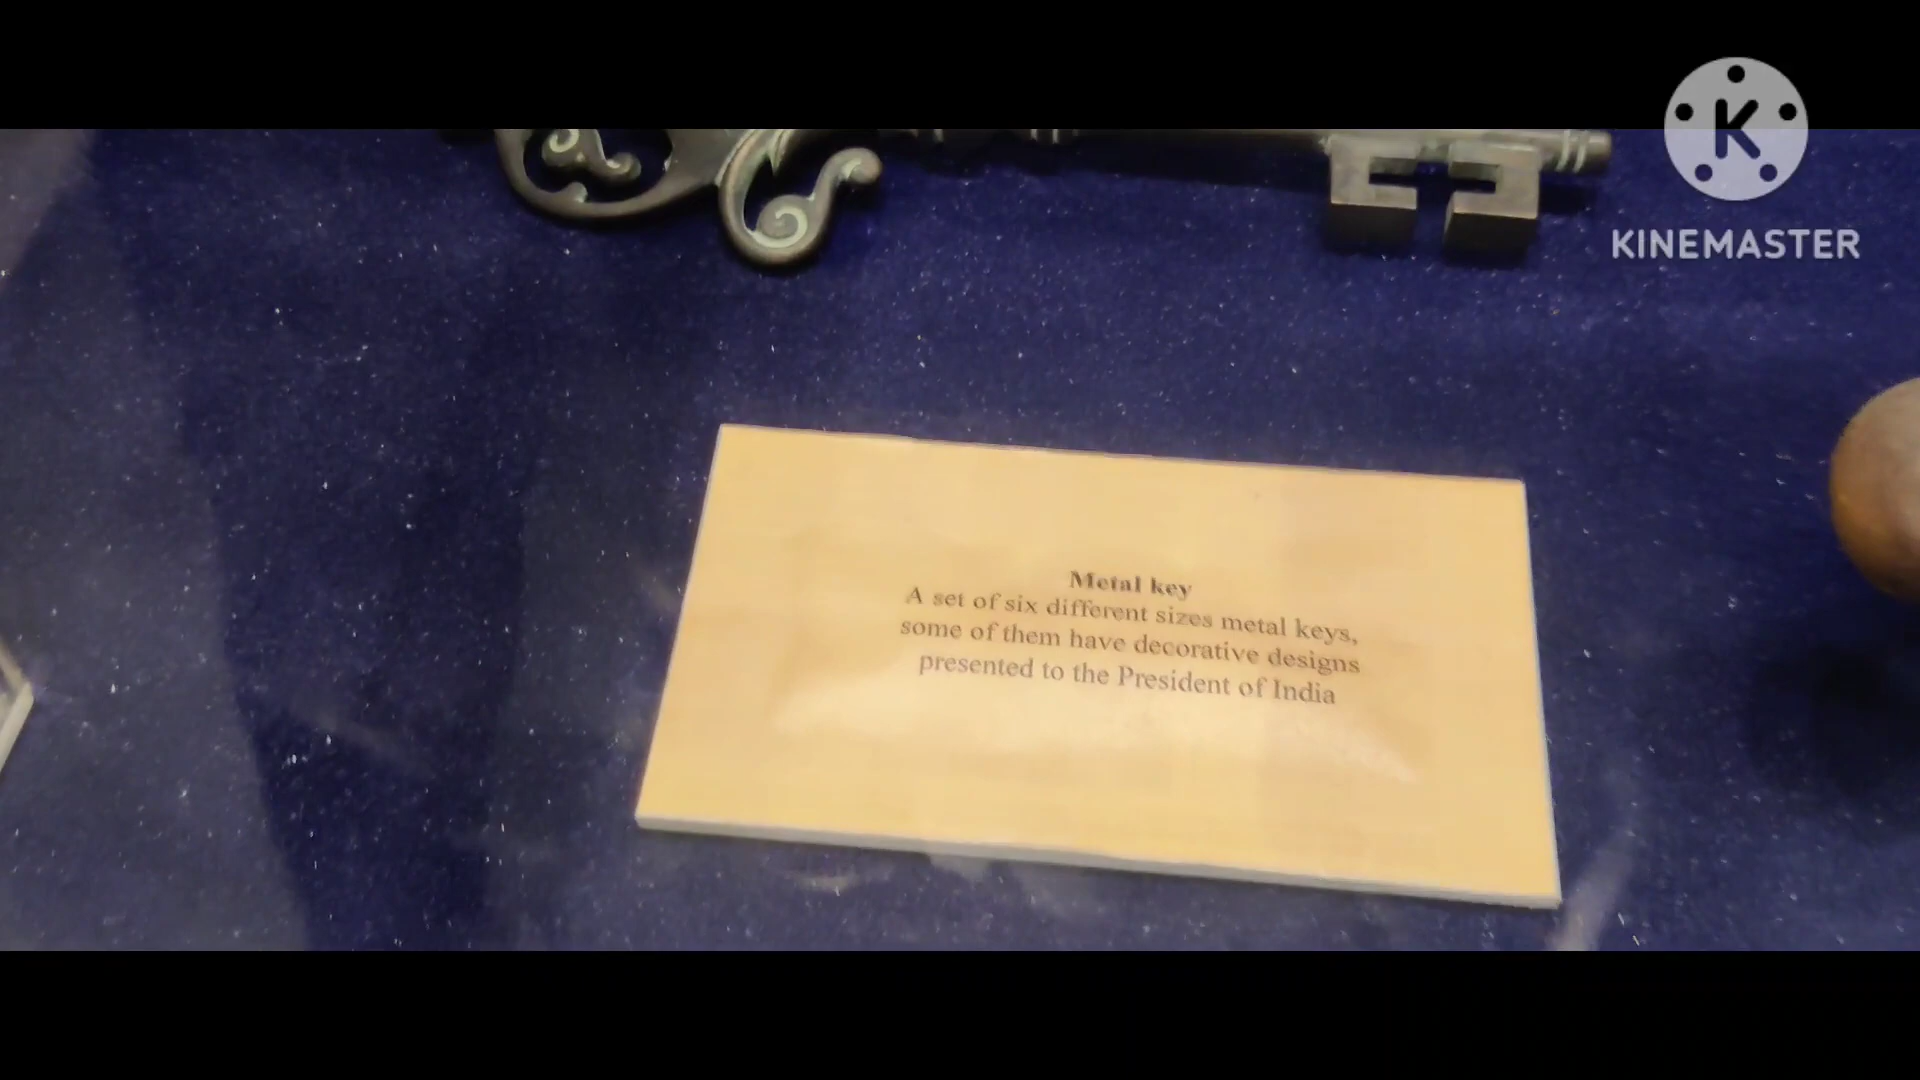 KINEMASTER
Metal key
A set of six different sizes metal keys,
some of them have decorative designs
presented to the President of India